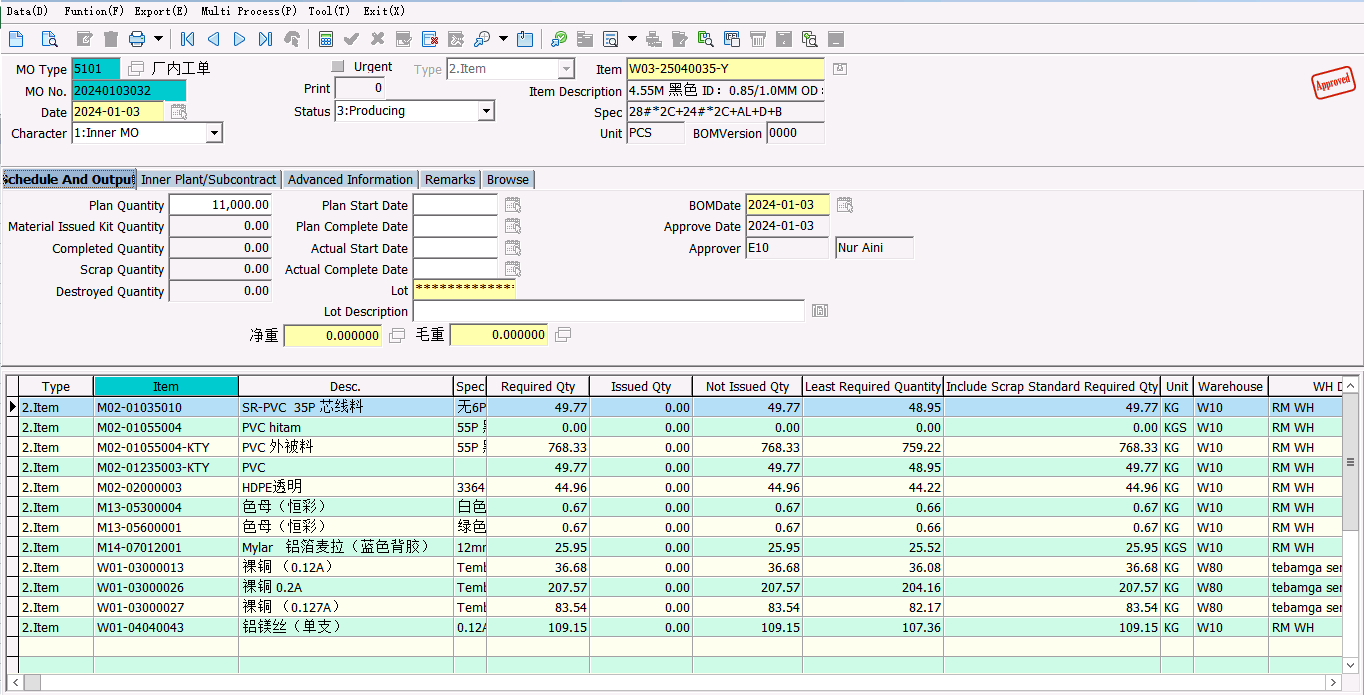 Data(D) Funtion(F) Export(E) Multi Process(P) Tool(T) Exit(X)
MO Type 5101 厂内工单 Urgent Type 2.Item Item W03-25040035-Y
MO No. 20240103032 Print 0 Item Description 4.55M 黑色 ID：0.85/1.0MM OD：
Date 2024-01-03 Status 3:Producing Spec 28#*2C+24#*2C+AL+D+B
Character 1:Inner MO Unit PCS BOMVersion 0000
Approved
Schedule And Output Inner Plant/Subcontract Advanced Information Remarks Browse
Plan Quantity 11,000.00 Plan Start Date BOMDate 2024-01-03
Material Issued Kit Quantity 0.00 Plan Complete Date Approve Date 2024-01-03
Completed Quantity 0.00 Actual Start Date Approver E10 Nur Aini
Scrap Quantity 0.00 Actual Complete Date
Destroyed Quantity 0.00 Lot *************
Lot Description
净重 0.000000 毛重 0.000000
Type Item Desc. Spec Required Qty Issued Qty Not Issued Qty Least Required Quantity Include Scrap Standard Required Qty Unit Warehouse WH D
2.Item M02-01035010 SR-PVC 35P 芯线料 无6P 49.77 0.00 49.77 48.95 49.77 KG W10 RM WH
2.Item M02-01055004 PVC hitam 55P 0.00 0.00 0.00 0.00 0.00 KGS W10 RM WH
2.Item M02-01055004-KTY PVC 外被料 55P 768.33 0.00 768.33 759.22 768.33 KG W10 RM WH
2.Item M02-01235003-KTY PVC 49.77 0.00 49.77 48.95 49.77 KG W10 RM WH
2.Item M02-02000003 HDPE透明 3364 44.96 0.00 44.96 44.22 44.96 KG W10 RM WH
2.Item M13-05300004 色母（恒彩） 白色 0.67 0.00 0.67 0.66 0.67 KG W10 RM WH
2.Item M13-05600001 色母（恒彩） 绿色 0.67 0.00 0.67 0.66 0.67 KG W10 RM WH
2.Item M14-07012001 Mylar 铝箔麦拉（蓝色背胶） 12mm 25.95 0.00 25.95 25.52 25.95 KGS W10 RM WH
2.Item W01-03000013 裸铜（0.12A） Temb 36.68 0.00 36.68 36.08 36.68 KG W80 tebamga ser
2.Item W01-03000026 裸铜 0.2A Temb 207.57 0.00 207.57 204.16 207.57 KG W80 tebamga ser
2.Item W01-03000027 裸铜（0.127A） Temb 83.54 0.00 83.54 82.17 83.54 KG W80 tebamga ser
2.Item W01-04040043 铝镁丝（单支） 0.12A 109.15 0.00 109.15 107.36 109.15 KG W10 RM WH